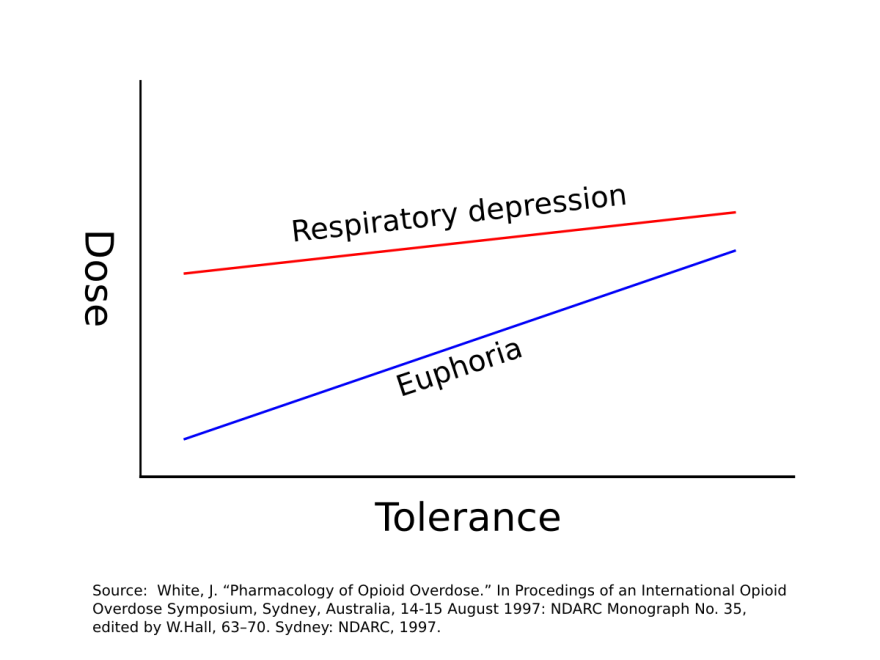 Respiratory depression
Dose
Euphoria
Tolerance
Source:  White, J. “Pharmacology of Opioid Overdose.” In Procedings of an International Opioid
Overdose Symposium, Sydney, Australia, 14-15 August 1997: NDARC Monograph No. 35,
edited by W.Hall, 63–70. Sydney: NDARC, 1997.